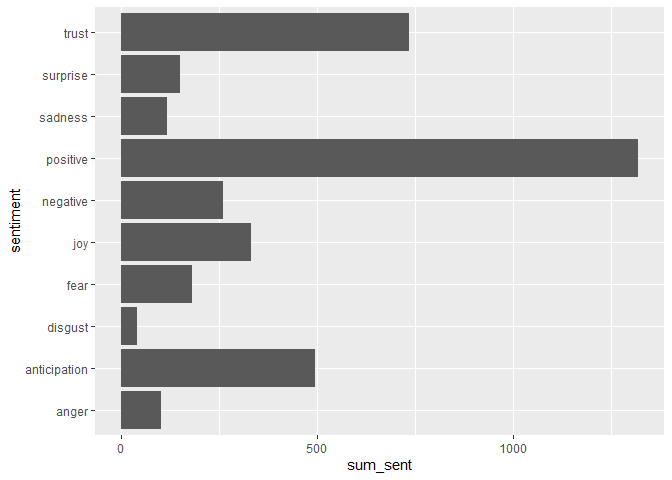 trust
surprise
sadness
positive
negative
joy
fear
disgust
anticipation
anger
sentiment
0 500 1000
sum_sent